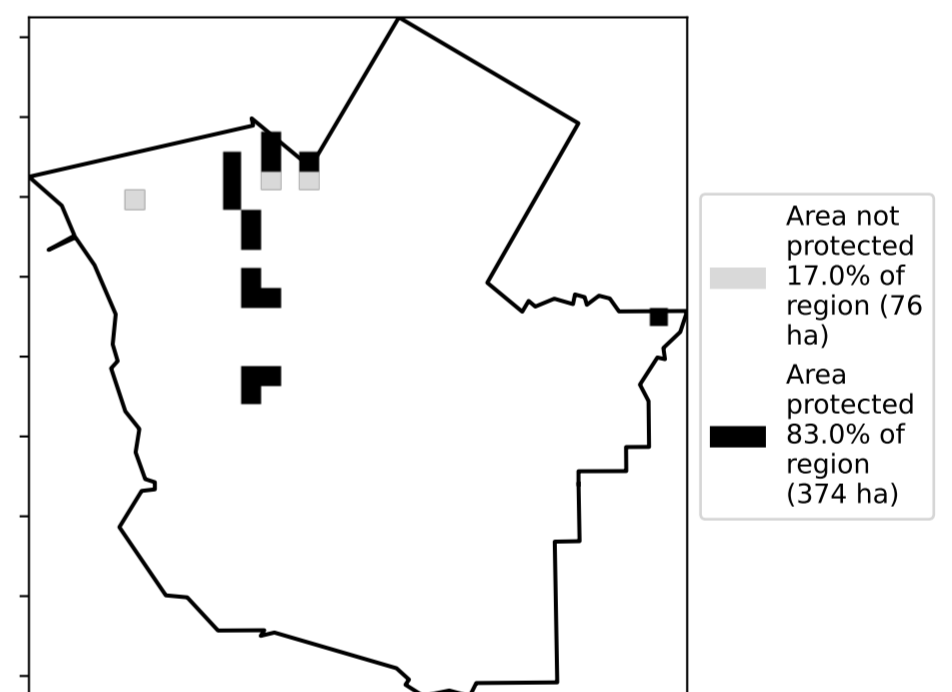 Area not
protected
17.0% of
region (76
ha)
Area
protected
83.0% of
region
(374 ha)